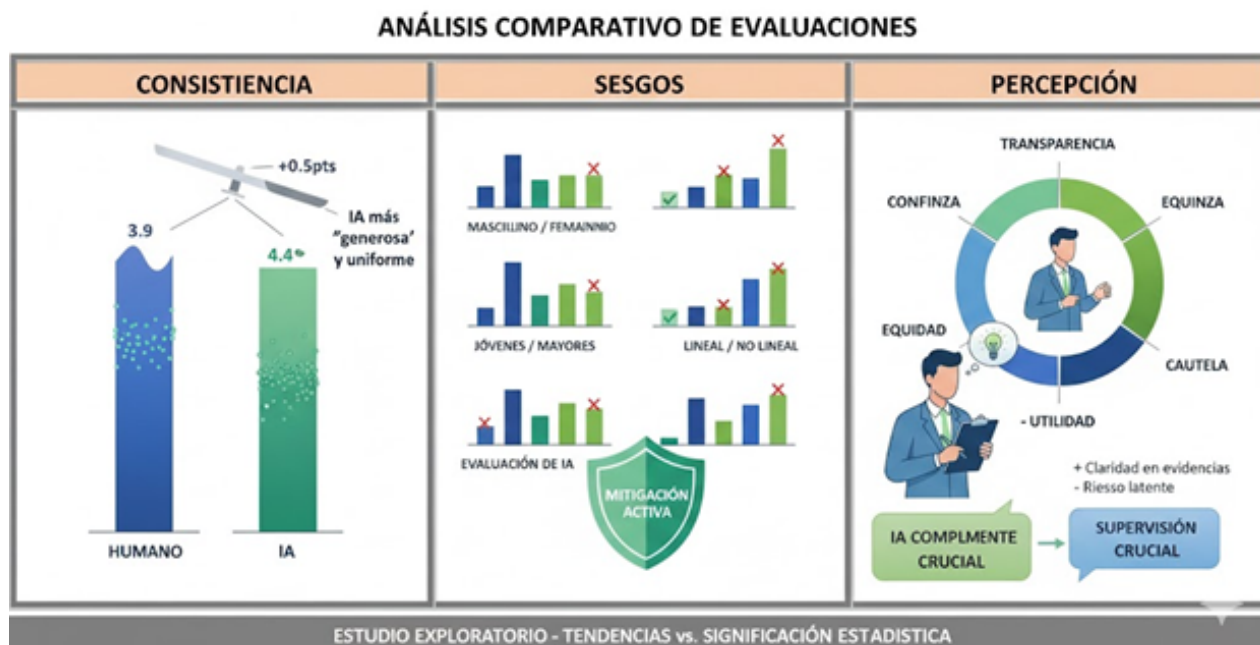 ANÁLISIS COMPARATIVO DE EVALUACIONES
CONSISTIENCIA
+0.5pts
IA más
"generosa'
y uniforme
3.9
4.4
HUMANO
IA
SESGOS
MASCILINO / FEMAINNIO
JÓVENES / MAYORES
LINEAL / NO LINEAL
EVALUACIÓN DE IA
MITIGACIÓN
ACTIVA
PERCEPCIÓN
TRANSPARENCIA
CONFINZA
EQUINZA
EQUIDAD
CAUTELA
- UTILIDAD
+ Claridad en evidencias
- Riesso latente
IA COMPLMENTE
CRUCIAL
SUPERVISIÓN
CRUCIAL
ESTUDIO EXPLORATORIO - TENDENCIAS vs. SIGNIFICACIÓN ESTADISTICA